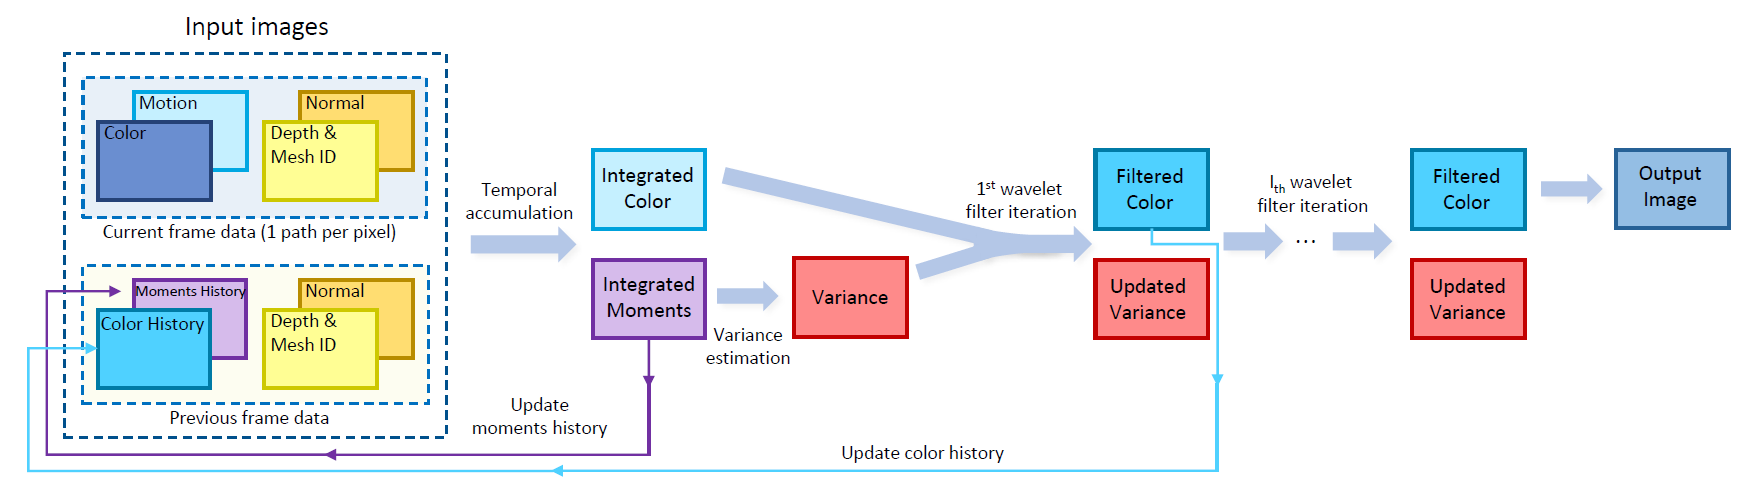 Input images
Motion
Normal
Color
Depth &
Mesh ID
Current frame data (1 path per pixel)
Moments History
Normal
Color History
Depth &
Mesh ID
Previous frame data
Temporal
accumulation
Integrated
Color
Integrated
Moments
Variance
estimation
Variance
Update
moments history
1st wavelet
filter iteration
Filtered
Color
Updated
Variance
Update color history
Ith wavelet
filter iteration
...
Filtered
Color
Updated
Variance
Output
Image